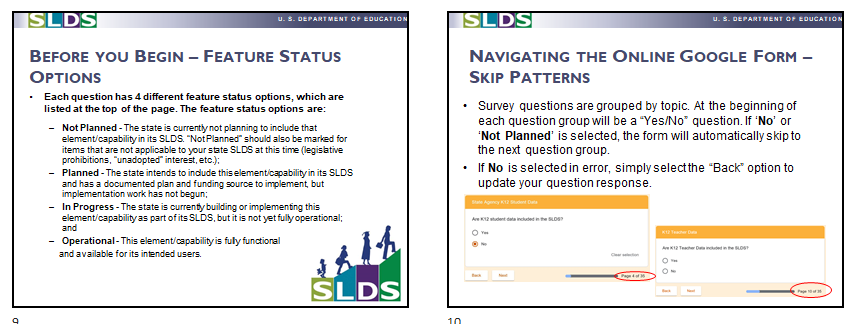 SLDS
U. S. DEPARTMENT OF EDUCATION
BEFORE YOU BEGIN – FEATURE STATUS
OPTIONS
• Each question has 4 different feature status options, which are
listed at the top of the page. The feature status options are:
– Not Planned - The state is currently not planning to include that
element/capability in its SLDS. “Not Planned” should also be marked for
items that are not applicable to your state SLDS at this time (legislative
prohibitions, “unadopted” interest, etc.);
– Planned - The state intends to include this element/capability in its SLDS
and has a documented plan and funding source to implement, but
implementation work has not begun;
– In Progress - The state is currently building or implementing this
element/capability as part of its SLDS, but it is not yet fully operational;
and
– Operational - This element/capability is fully functional
and available for its intended users.
SLDS
9
SLDS
U. S. DEPARTMENT OF EDUCATION
NAVIGATING THE ONLINE GOOGLE FORM –
SKIP PATTERNS
• Survey questions are grouped by topic. At the beginning of
each question group will be a “Yes/No” question. If ‘No’ or
‘Not Planned’ is selected, the form will automatically skip to
the next question group.
• If No is selected in error, simply select the “Back” option to
update your question response.
State Agency K12 Student Data
Are K12 student data included in the SLDS?
Yes
No
Clear selection
Back
Next
Page 4 of 35
K12 Teacher Data
Are K12 Teacher Data included in the SLDS?
Yes
No
Back
Next
Page 10 of 35
10